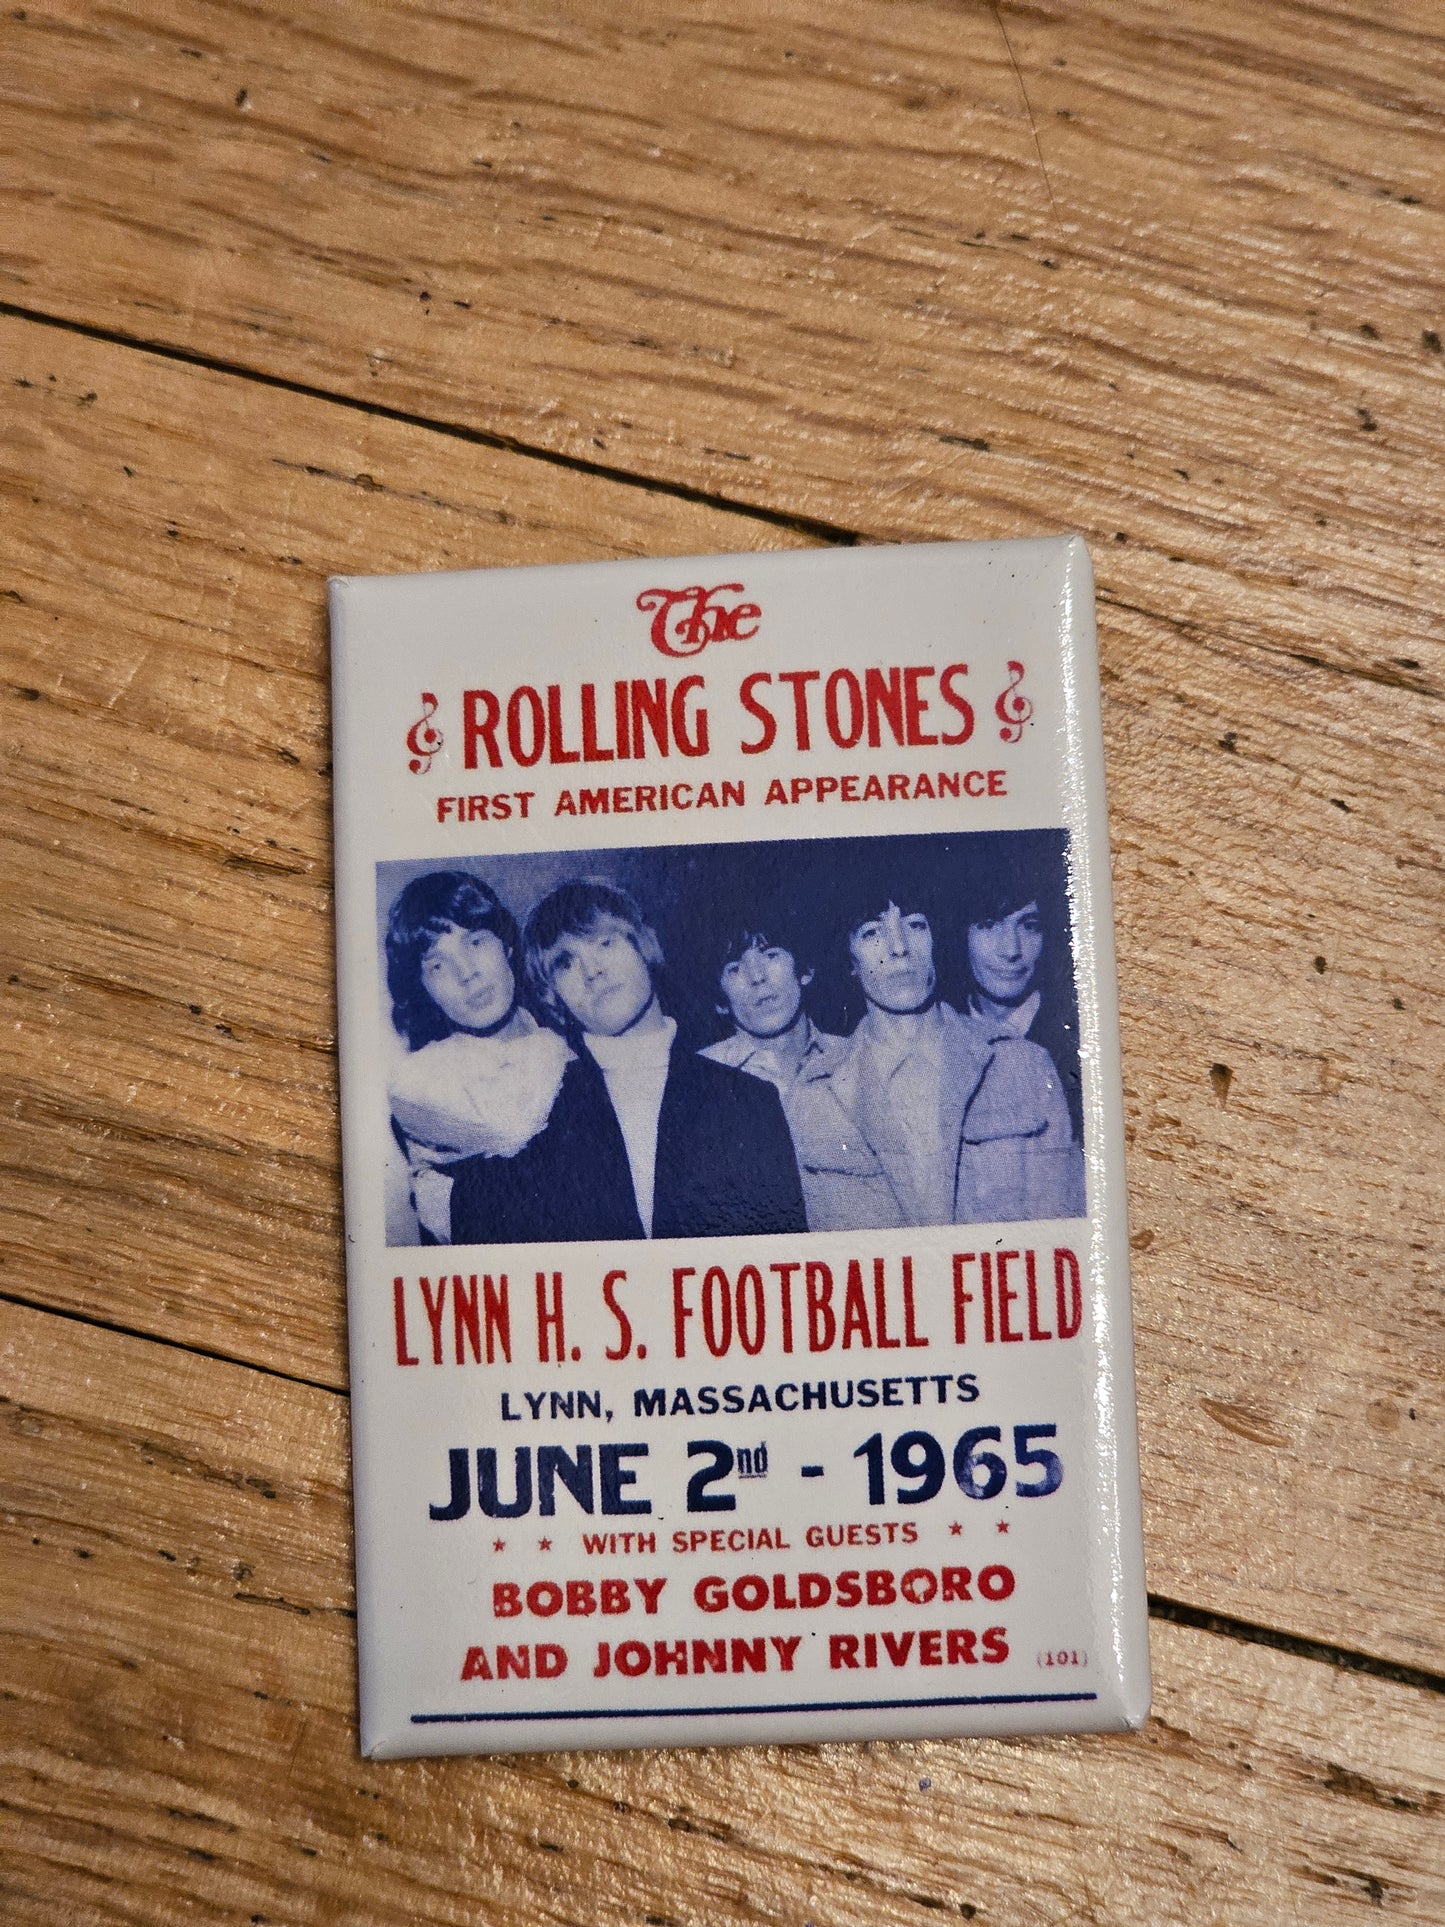 The
ROLLING STONES
FIRST AMERICAN APPEARANCE
LYNN H. S. FOOTBALL FIELD
LYNN, MASSACHUSETTS
JUNE 2nd - 1965
WITH SPECIAL GUESTS
BOBBY GOLDSBORO
AND JOHNNY RIVERS (101)